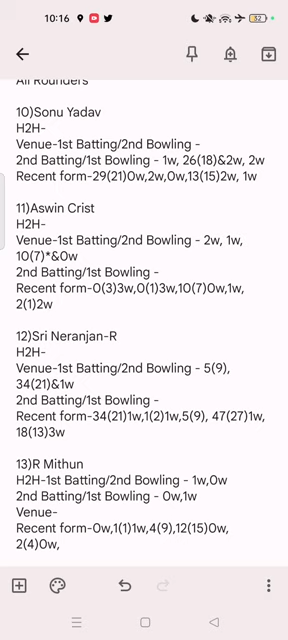 10:16
32
All Rounders
10)Sonu Yadav
H2H-
Venue-1st Batting/2nd Bowling -
2nd Batting/1st Bowling - 1w, 26(18)&2w, 2w
Recent form-29(21)0w,2w,0w,13(15)2w, 1w
11)Aswin Crist
H2H-
Venue-1st Batting/2nd Bowling - 2w, 1w,
10(7)*&0w
2nd Batting/1st Bowling -
Recent form-0(3)3w,0(1)3w,10(7)0w,1w,
2(1)2w
12)Sri Neranjan-R
H2H-
Venue-1st Batting/2nd Bowling - 5(9),
34(21)&1w
2nd Batting/1st Bowling -
Recent form-34(21)1w,1(2)1w,5(9), 47(27)1w,
18(13)3w
13)R Mithun
H2H-1st Batting/2nd Bowling - 1w,0w
2nd Batting/1st Bowling - 0w,1w
Venue-
Recent form-0w,1(1)1w,4(9),12(15)0w,
2(4)0w,